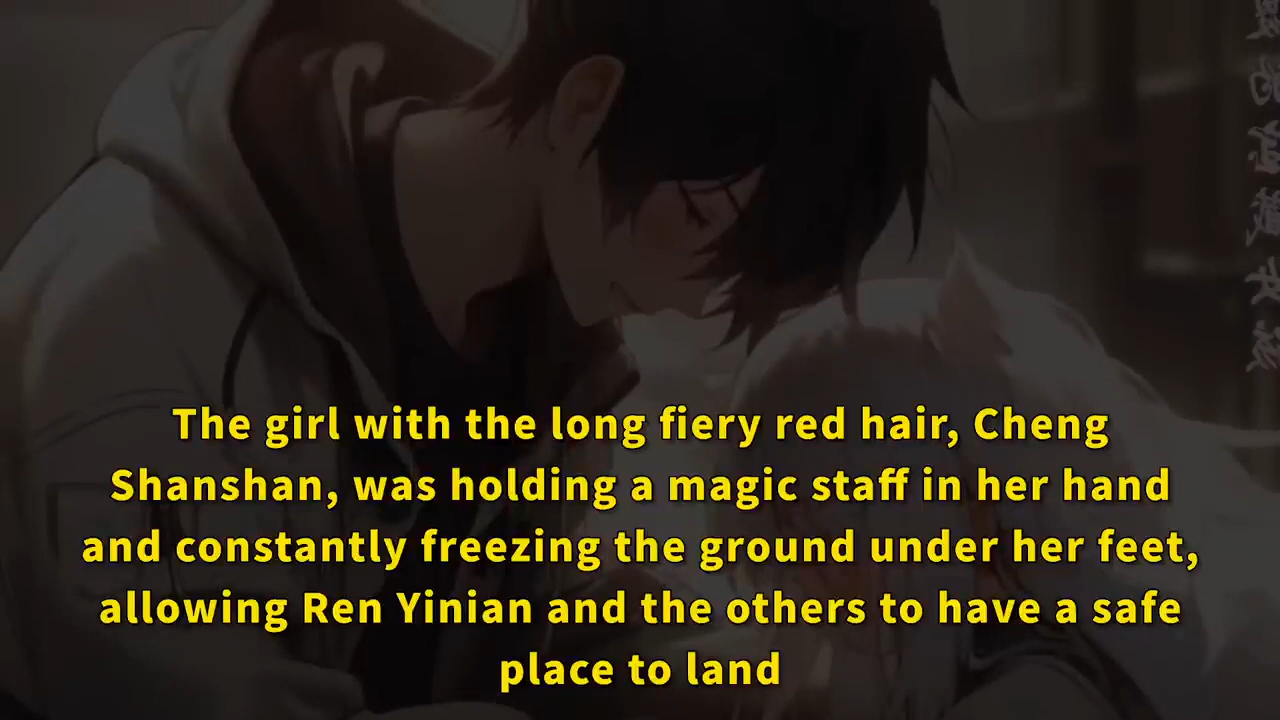 The girl with the long fiery red hair, Cheng
Shanshan, was holding a magic staff in her hand
and constantly freezing the ground under her feet,
allowing Ren Yinian and the others to have a safe
place to land